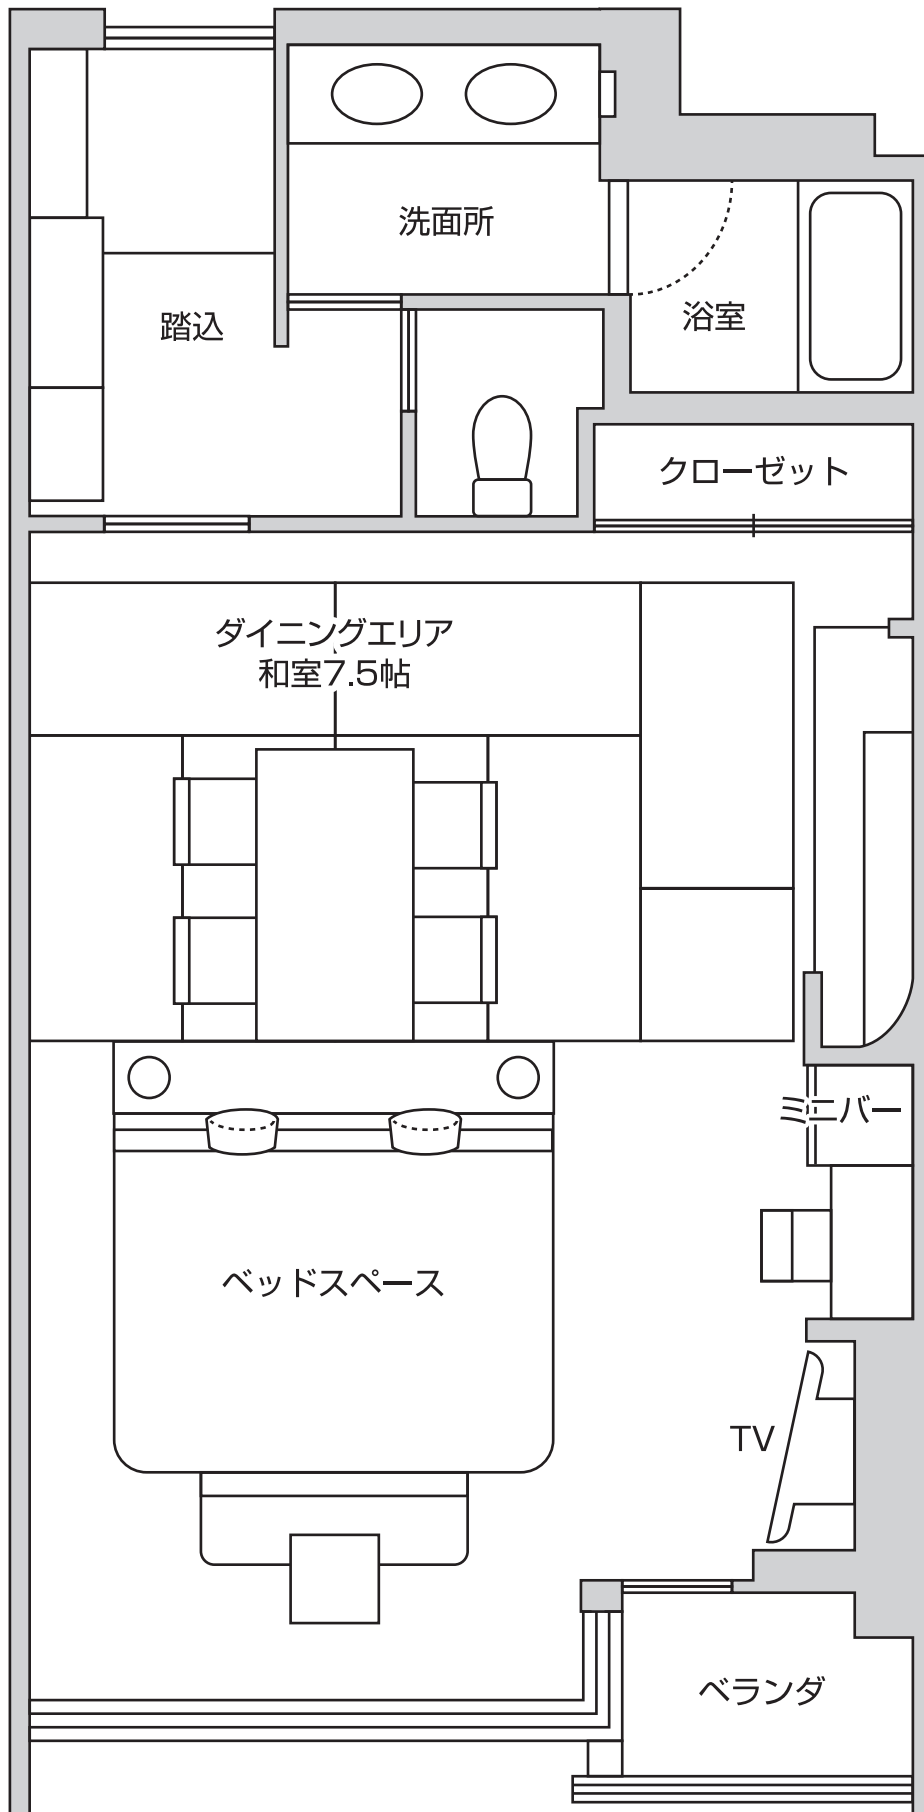 洗面所
踏込
浴室
クローゼット
ダイニングエリア
和室7.5帖
ミニバー
ベッドスペース
TV
ベランダ